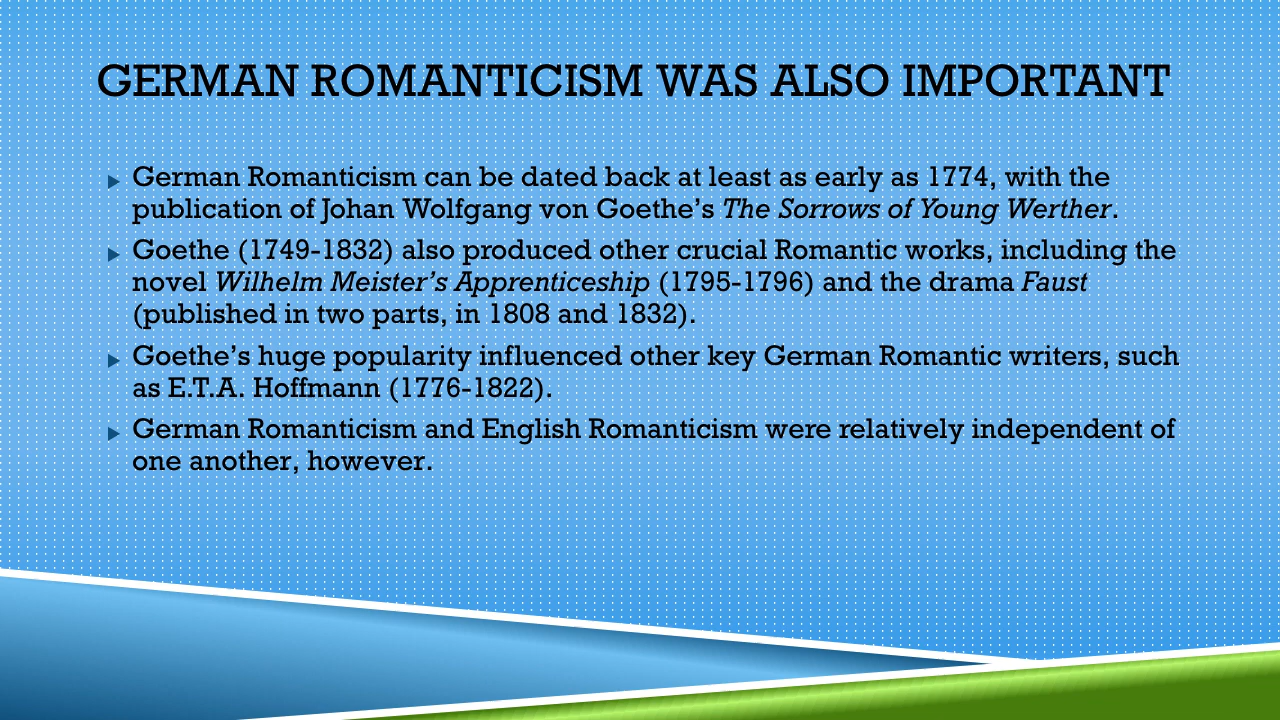 GERMAN ROMANTICISM WAS ALSO IMPORTANT
German Romanticism can be dated back at least as early as 1774, with the
publication of Johan Wolfgang von Goethe’s The Sorrows of Young Werther.
Goethe (1749-1832) also produced other crucial Romantic works, including the
novel Wilhelm Meister’s Apprenticeship (1795-1796) and the drama Faust
(published in two parts, in 1808 and 1832).
Goethe’s huge popularity influenced other key German Romantic writers, such
as E.T.A. Hoffmann (1776-1822).
German Romanticism and English Romanticism were relatively independent of
one another, however.